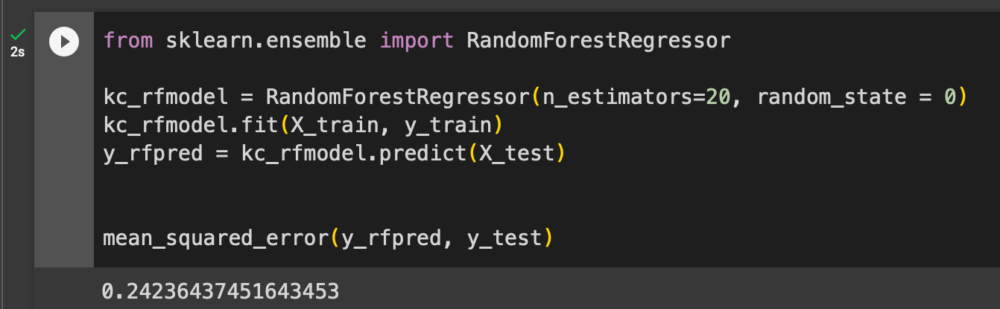 2s
from sklearn.ensemble import RandomForestRegressor
kc_rfmodel = RandomForestRegressor(n_estimators=20, random_state = 0)
kc_rfmodel.fit(X_train, y_train)
y_rfpred = kc_rfmodel.predict(X_test)
mean_squared_error(y_rfpred, y_test)
0.24236437451643453